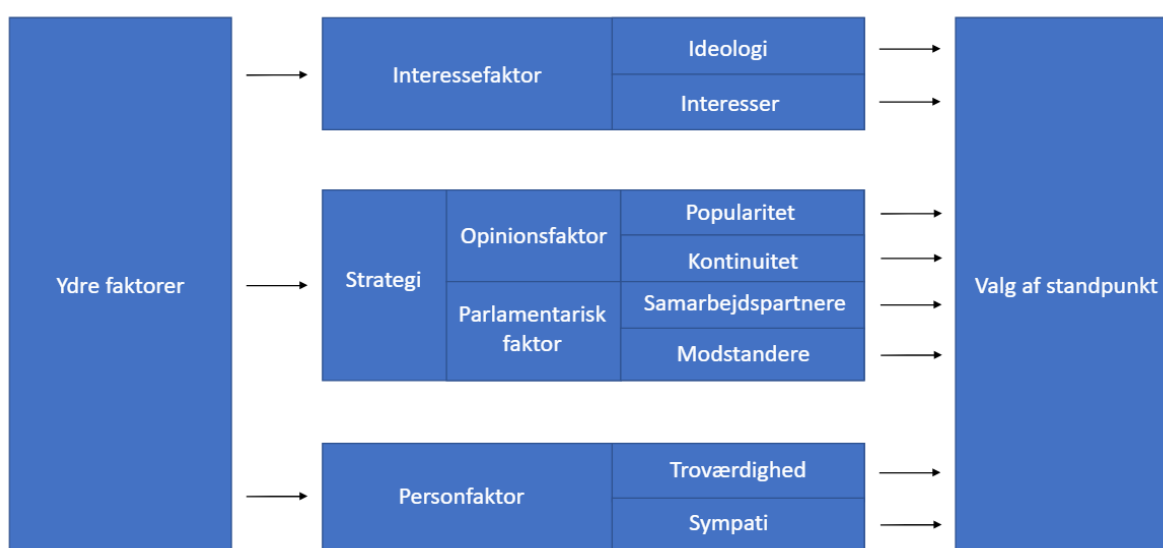 Ydre faktorer
Interessefaktor
Ideologi
Interesser
Strategi
Opinionsfaktor
Popularitet
Kontinuitet
Parlamentarisk
faktor
Samarbejdspartnere
Modstandere
Personfaktor
Troværdighed
Sympati
Valg af standpunkt